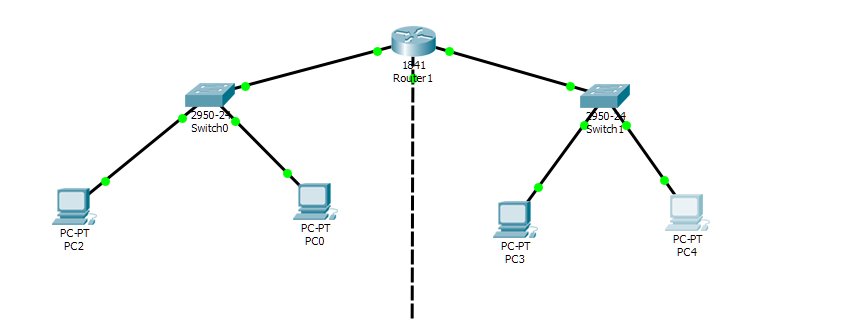 1841
Router1
2950-24
Switch0
2950-24
Switch1
PC-PT
PC2
PC-PT
PC0
PC-PT
PC3
PC-PT
PC4